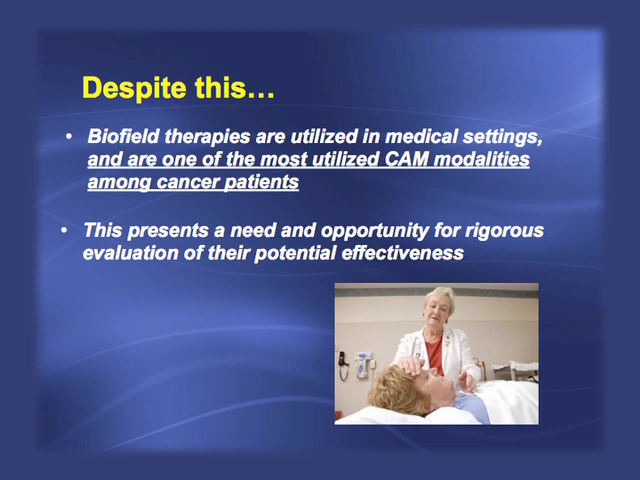 Despite this...
• Biofield therapies are utilized in medical settings,
and are one of the most utilized CAM modalities
among cancer patients
• This presents a need and opportunity for rigorous
evaluation of their potential effectiveness